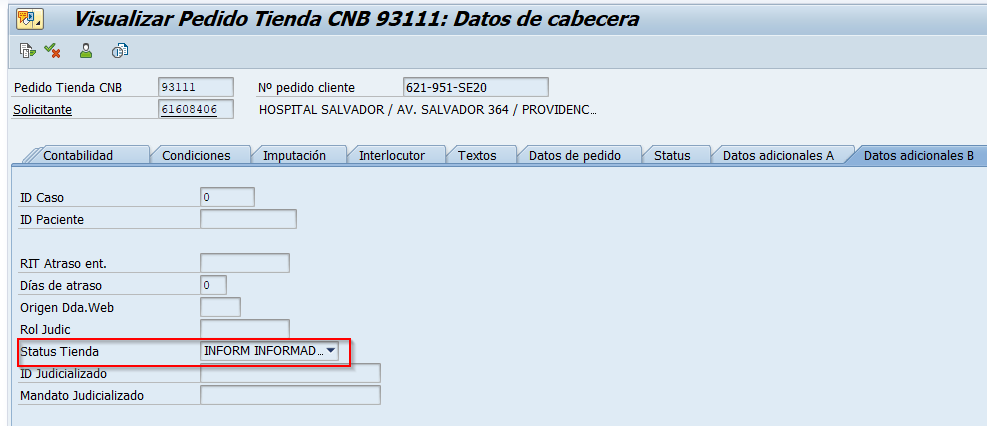 Visualizar Pedido Tienda CNB 93111: Datos de cabecera
Pedido Tienda CNB 93111 Nº pedido cliente 621-951-SE20
Solicitante 61608406 HOSPITAL SALVADOR / AV. SALVADOR 364 / PROVIDENC...
Contabilidad Condiciones Imputación Interlocutor Textos Datos de pedido Status Datos adicionales A Datos adicionales B
ID Caso 0
ID Paciente
RIT Atraso ent.
Días de atraso 0
Origen Dda.Web
Rol Judic
Status Tienda INFORM INFORMAD...
ID Judicializado
Mandato Judicializado